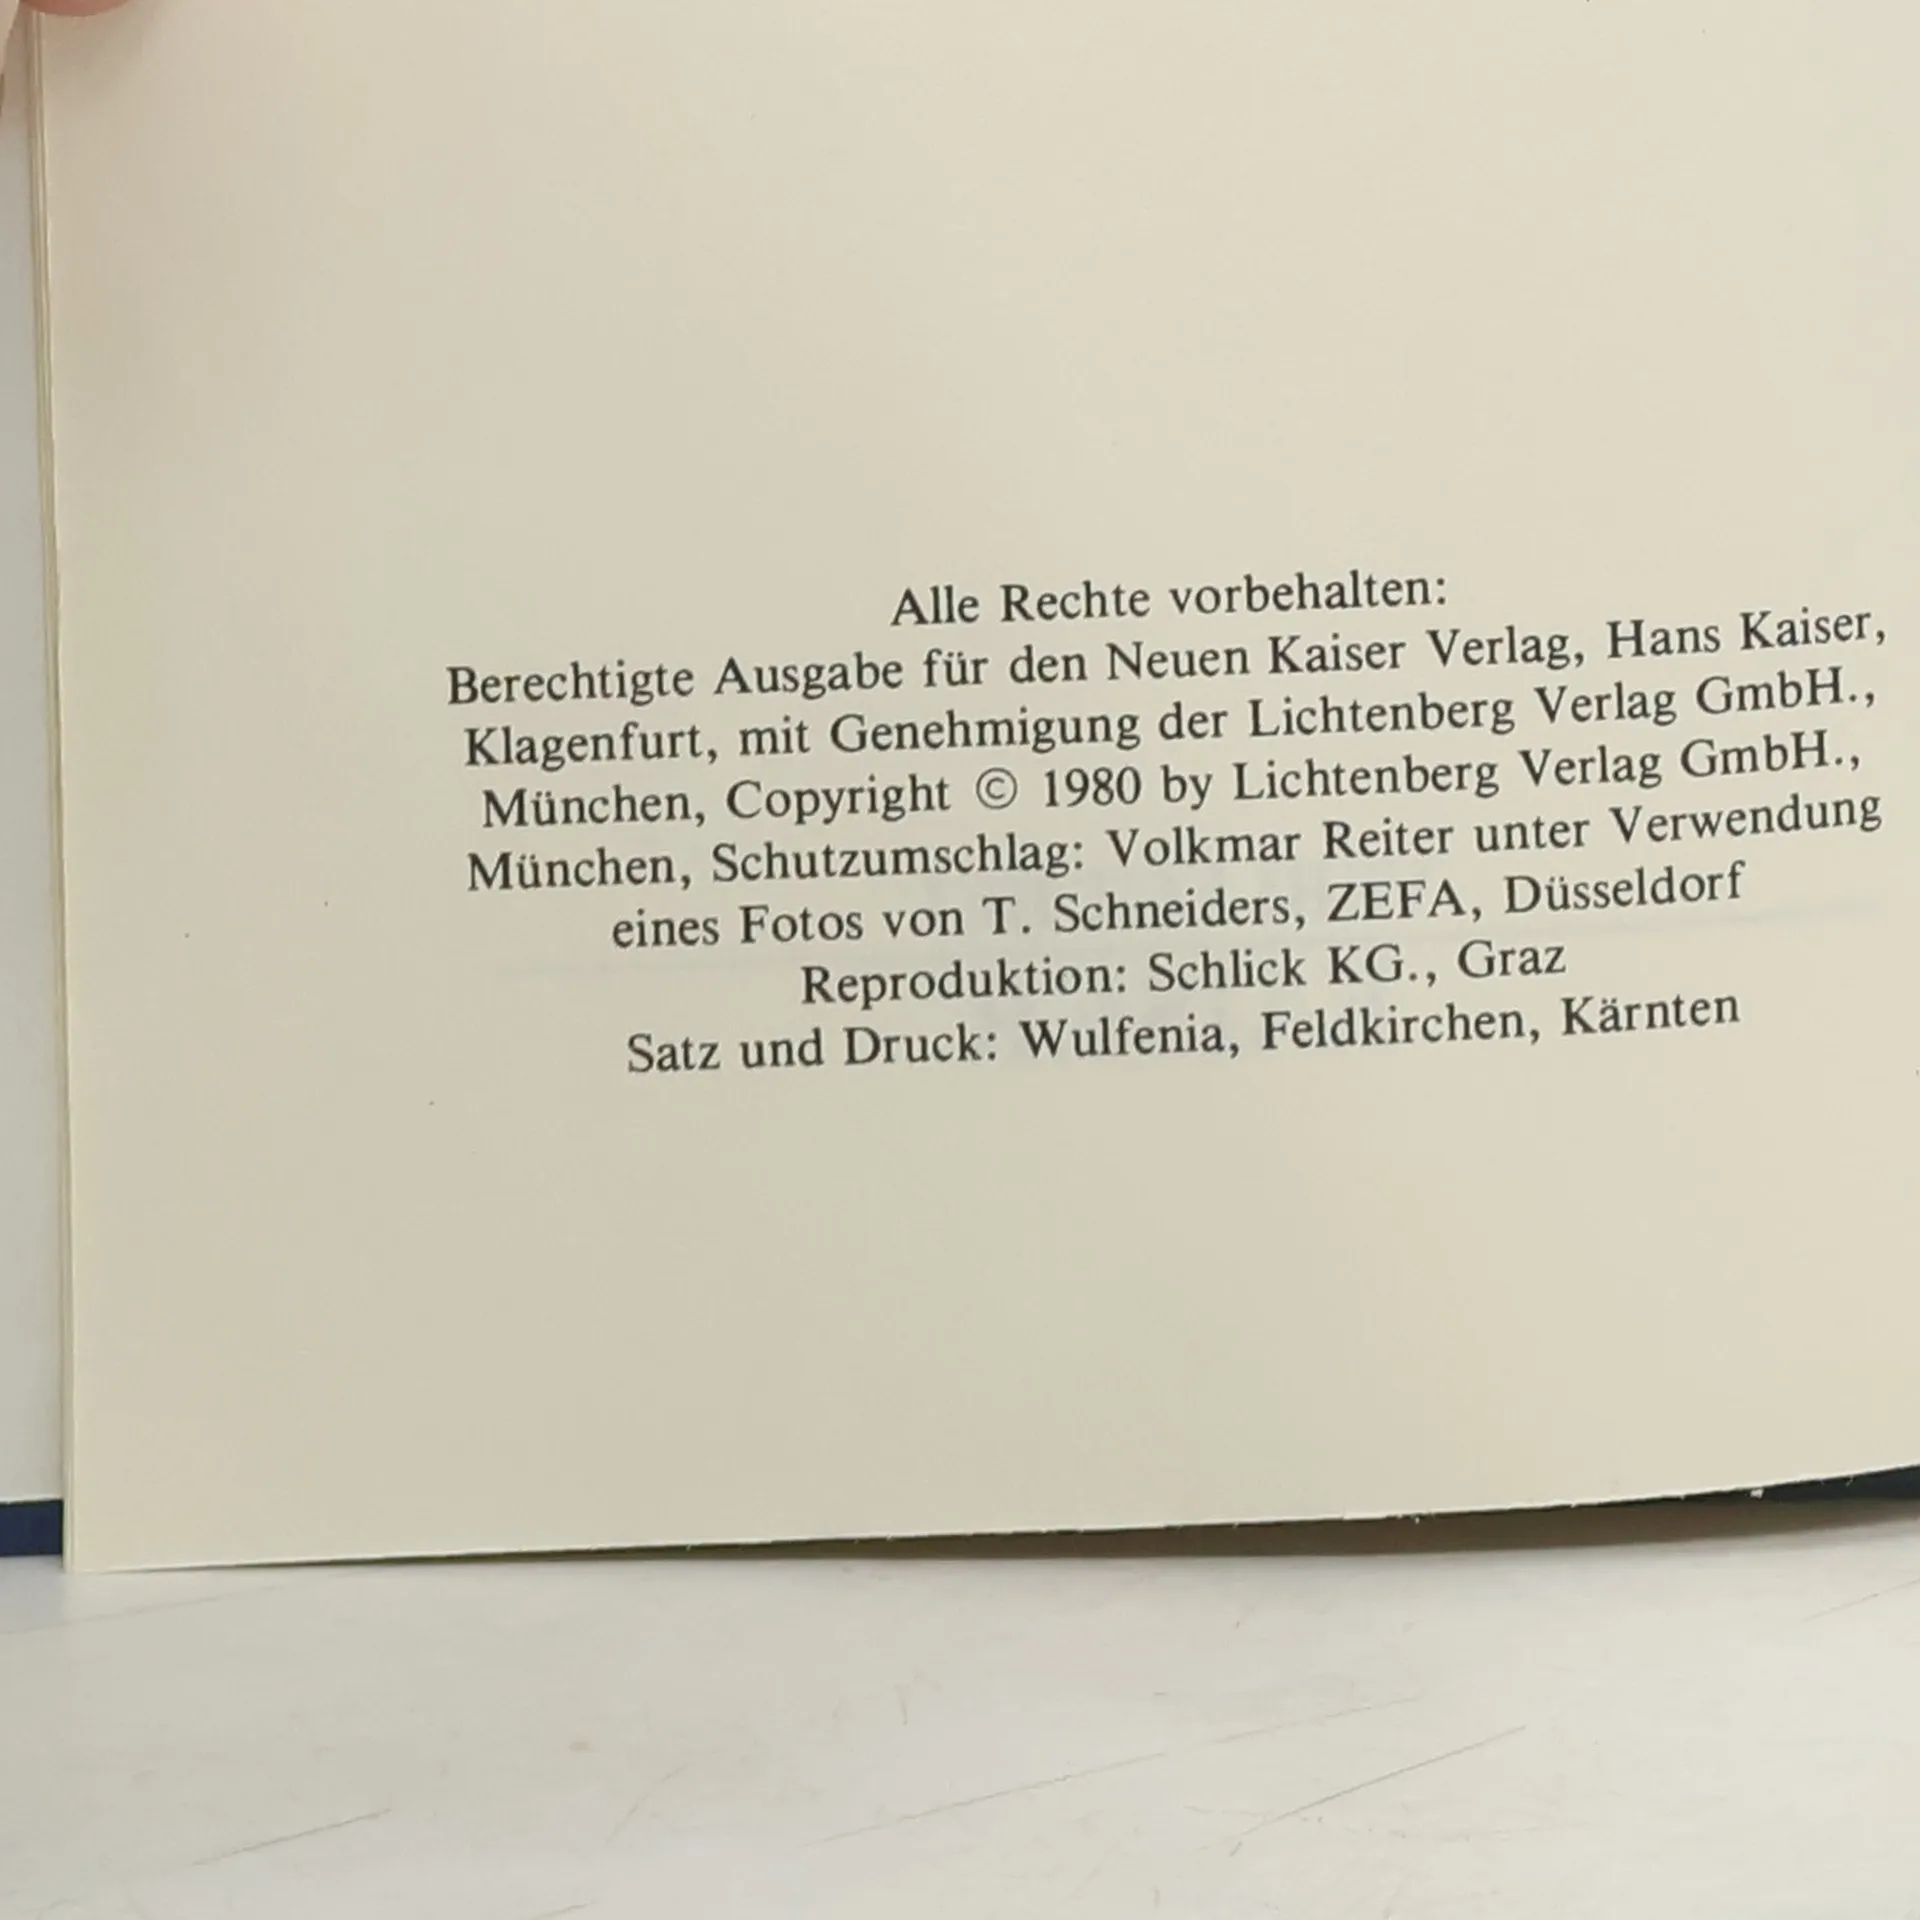 Alle Rechte vorbehalten:
Berechtigte Ausgabe für den Neuen Kaiser Verlag, Hans Kaiser,
Klagenfurt, mit Genehmigung der Lichtenberg Verlag GmbH.,
München, Copyright © 1980 by Lichtenberg Verlag GmbH.,
München, Schutzumschlag: Volkmar Reiter unter Verwendung
eines Fotos von T. Schneiders, ZEFA, Düsseldorf
Reproduktion: Schlick KG., Graz
Satz und Druck: Wulfenia, Feldkirchen, Kärnten